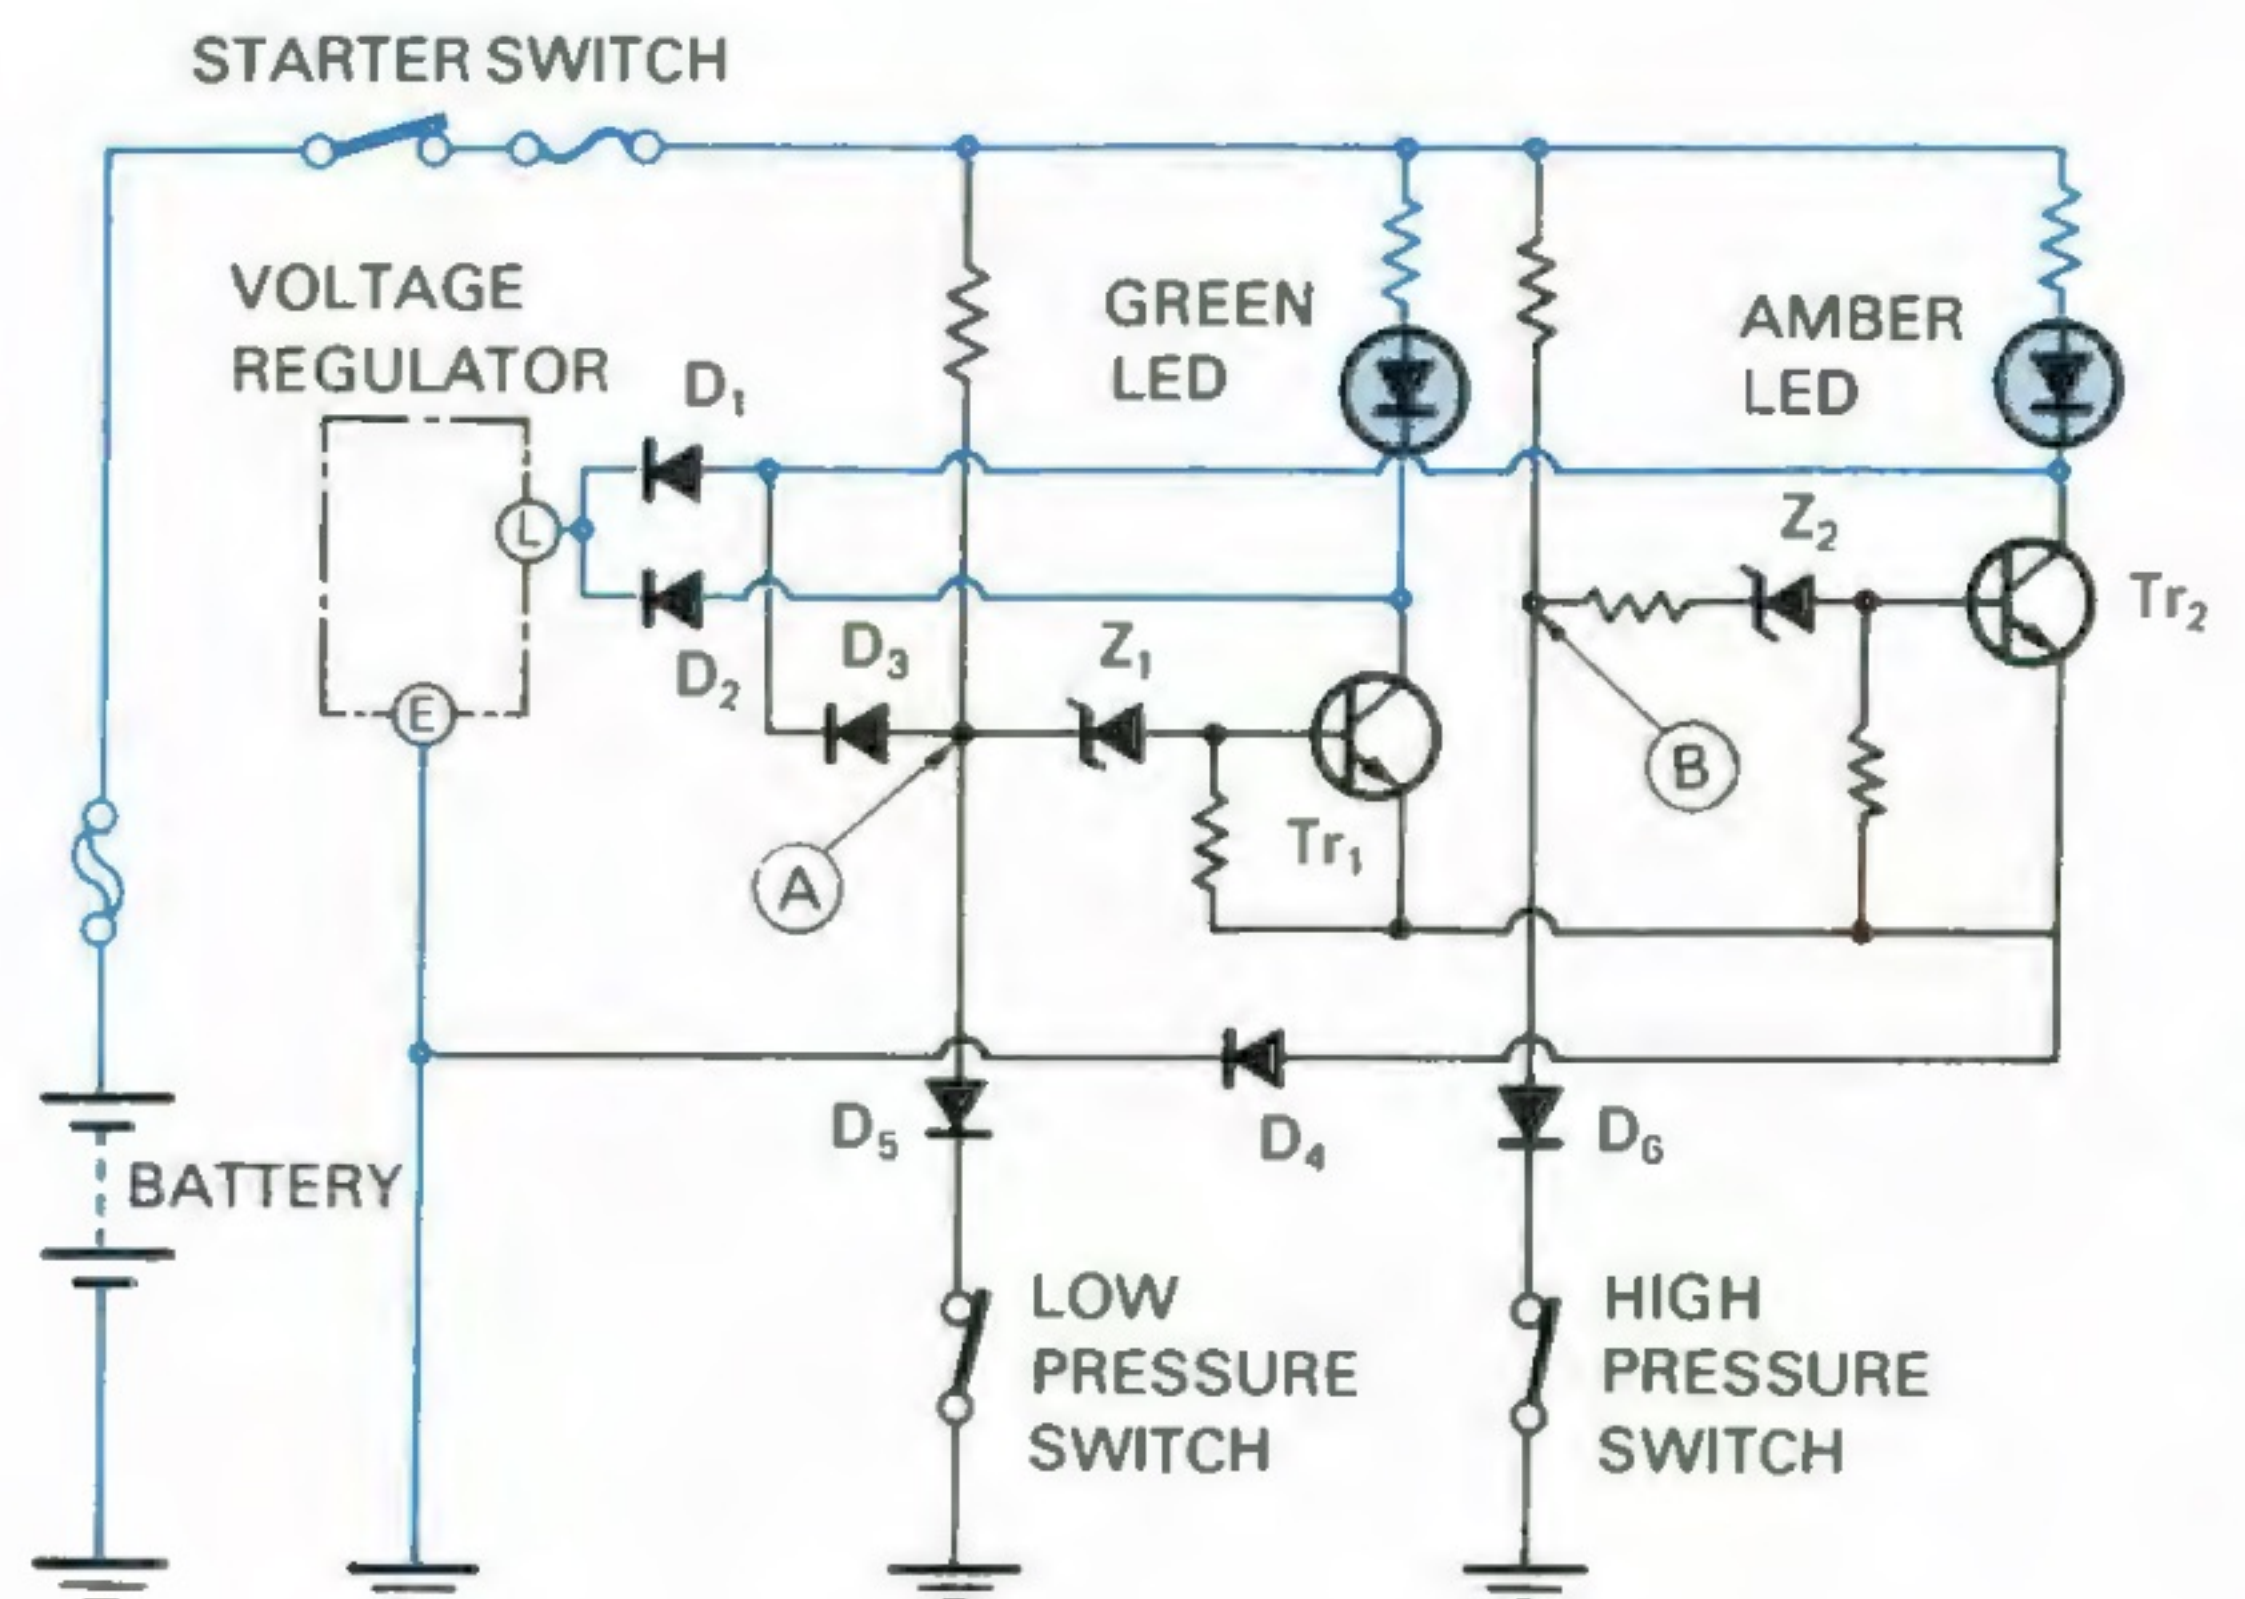 STARTER SWITCH
VOLTAGE
REGULATOR
GREEN
LED
AMBER
LED
D₁
L
Z₂
Tr₂
D₂
D₃
Z₁
E
B
Tr₁
A
D₅
D₄
D₆
BATTERY
LOW
PRESSURE
SWITCH
HIGH
PRESSURE
SWITCH